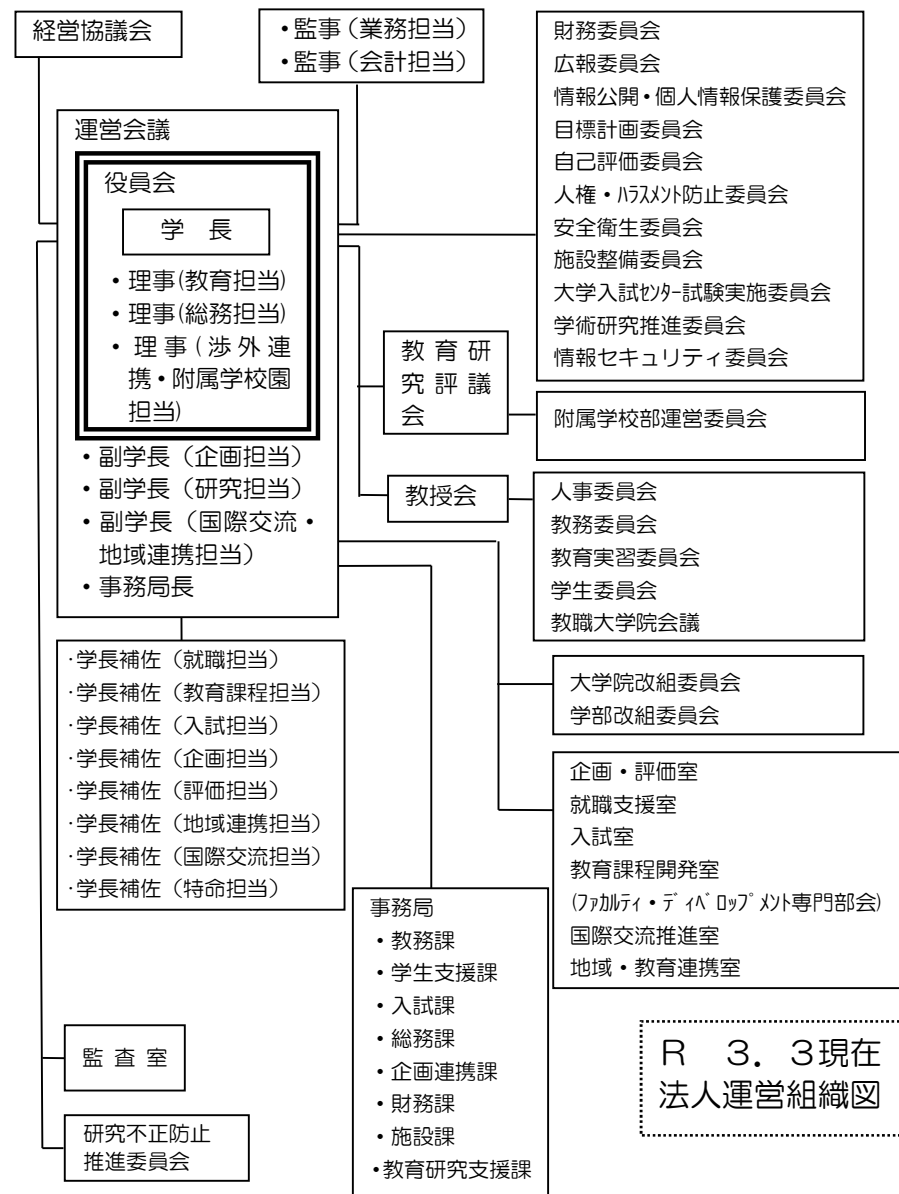 経営協議会
・監事(業務担当)
・監事(会計担当)
運営会議
役員会
学　長
・理事(教育担当)
・理事(総務担当)
・理事(渉外連
携・附属学校園
担当)
・副学長(企画担当)
・副学長(研究担当)
・副学長(国際交流・
地域連携担当)
・事務局長
・学長補佐(就職担当)
・学長補佐(教育課程担当)
・学長補佐(入試担当)
・学長補佐(企画担当)
・学長補佐(評価担当)
・学長補佐(地域連携担当)
・学長補佐(国際交流担当)
・学長補佐(特命担当)
監査室
研究不正防止
推進委員会
教育研
究評議
会
教授会
事務局
・教務課
・学生支援課
・入試課
・総務課
・企画連携課
・財務課
・施設課
・教育研究支援課
財務委員会
広報委員会
情報公開・個人情報保護委員会
目標計画委員会
自己評価委員会
人権・ﾊﾗｽﾒﾝﾄ防止委員会
安全衛生委員会
施設整備委員会
大学入試ｾﾝﾀｰ試験実施委員会
学術研究推進委員会
情報セキュリティ委員会
附属学校部運営委員会
人事委員会
教務委員会
教育実習委員会
学生委員会
教職大学院会議
大学院改組委員会
学部改組委員会
企画・評価室
就職支援室
入試室
教育課程開発室
(ﾌｧｶﾙﾃｨ・ﾃﾞｨﾍﾞﾛｯﾌﾟﾒﾝﾄ専門部会)
国際交流推進室
地域・教育連携室
R　3．3現在
法人運営組織図